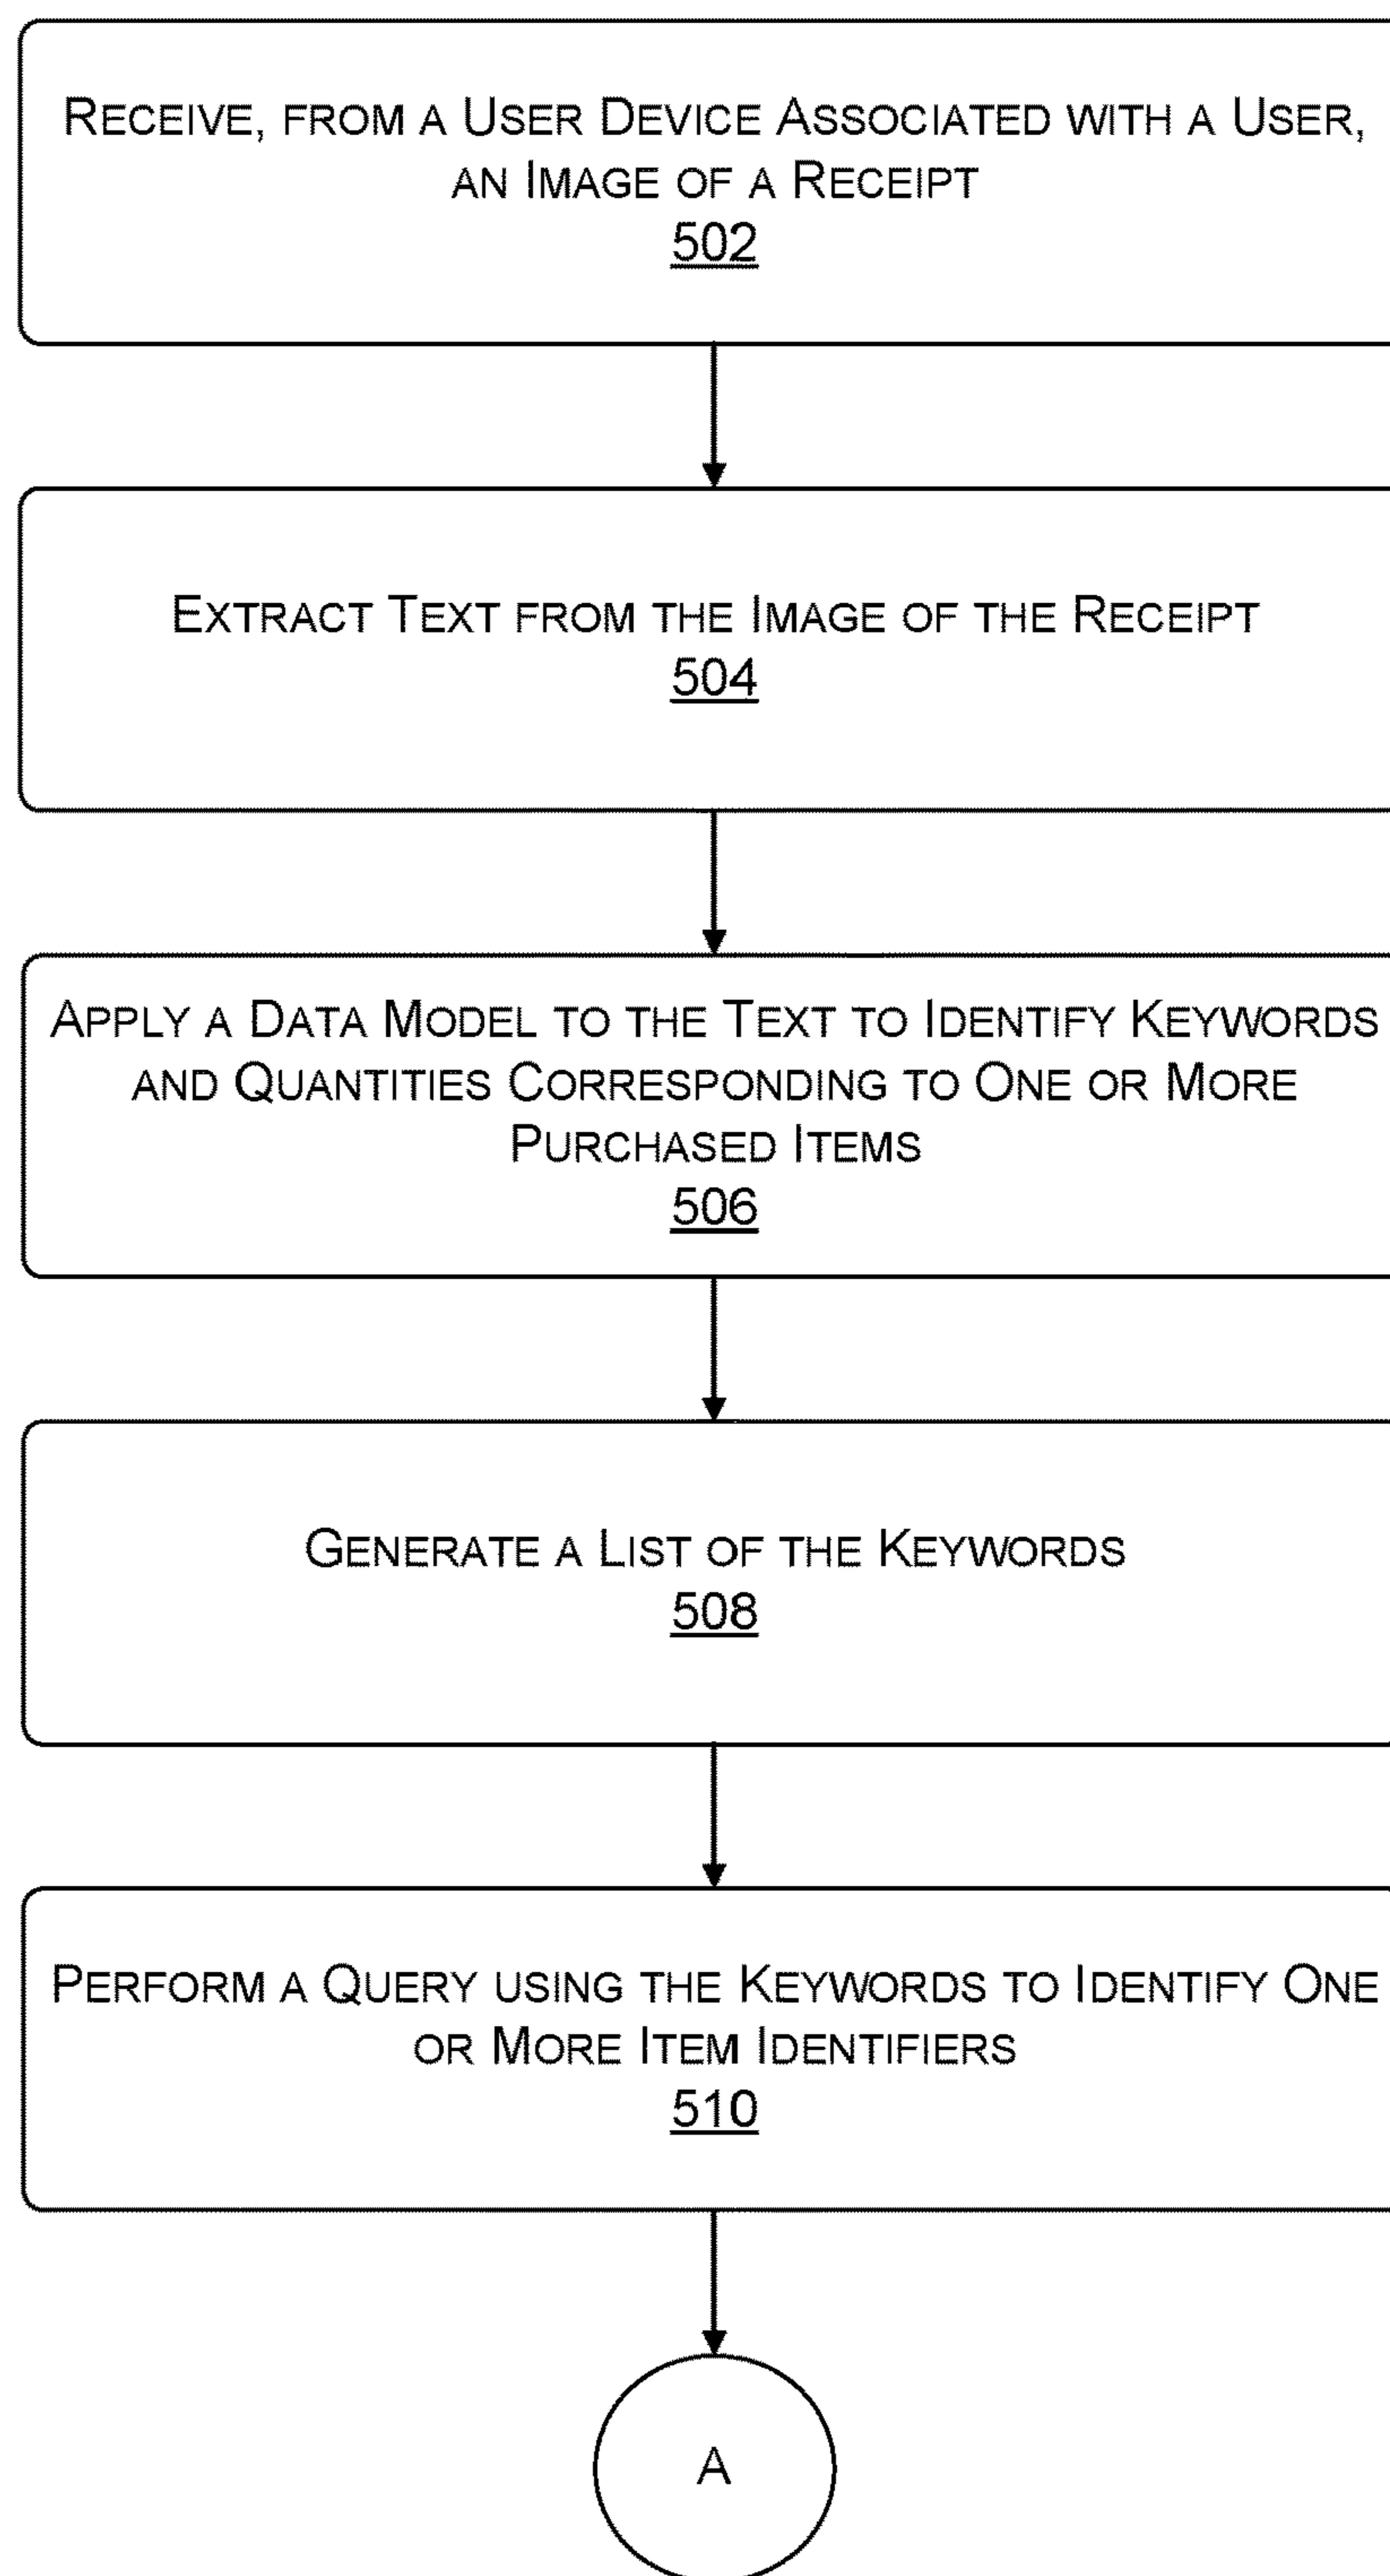 RECEIVE, FROM A USER DEVICE ASSOCIATED WITH A USER,
AN IMAGE OF A RECEIPT
502
EXTRACT TEXT FROM THE IMAGE OF THE RECEIPT
504
APPLY A DATA MODEL TO THE TEXT TO IDENTIFY KEYWORDS
AND QUANTITIES CORRESPONDING TO ONE OR MORE
PURCHASED ITEMS
506
GENERATE A LIST OF THE KEYWORDS
508
PERFORM A QUERY USING THE KEYWORDS TO IDENTIFY ONE
OR MORE ITEM IDENTIFIERS
510
A